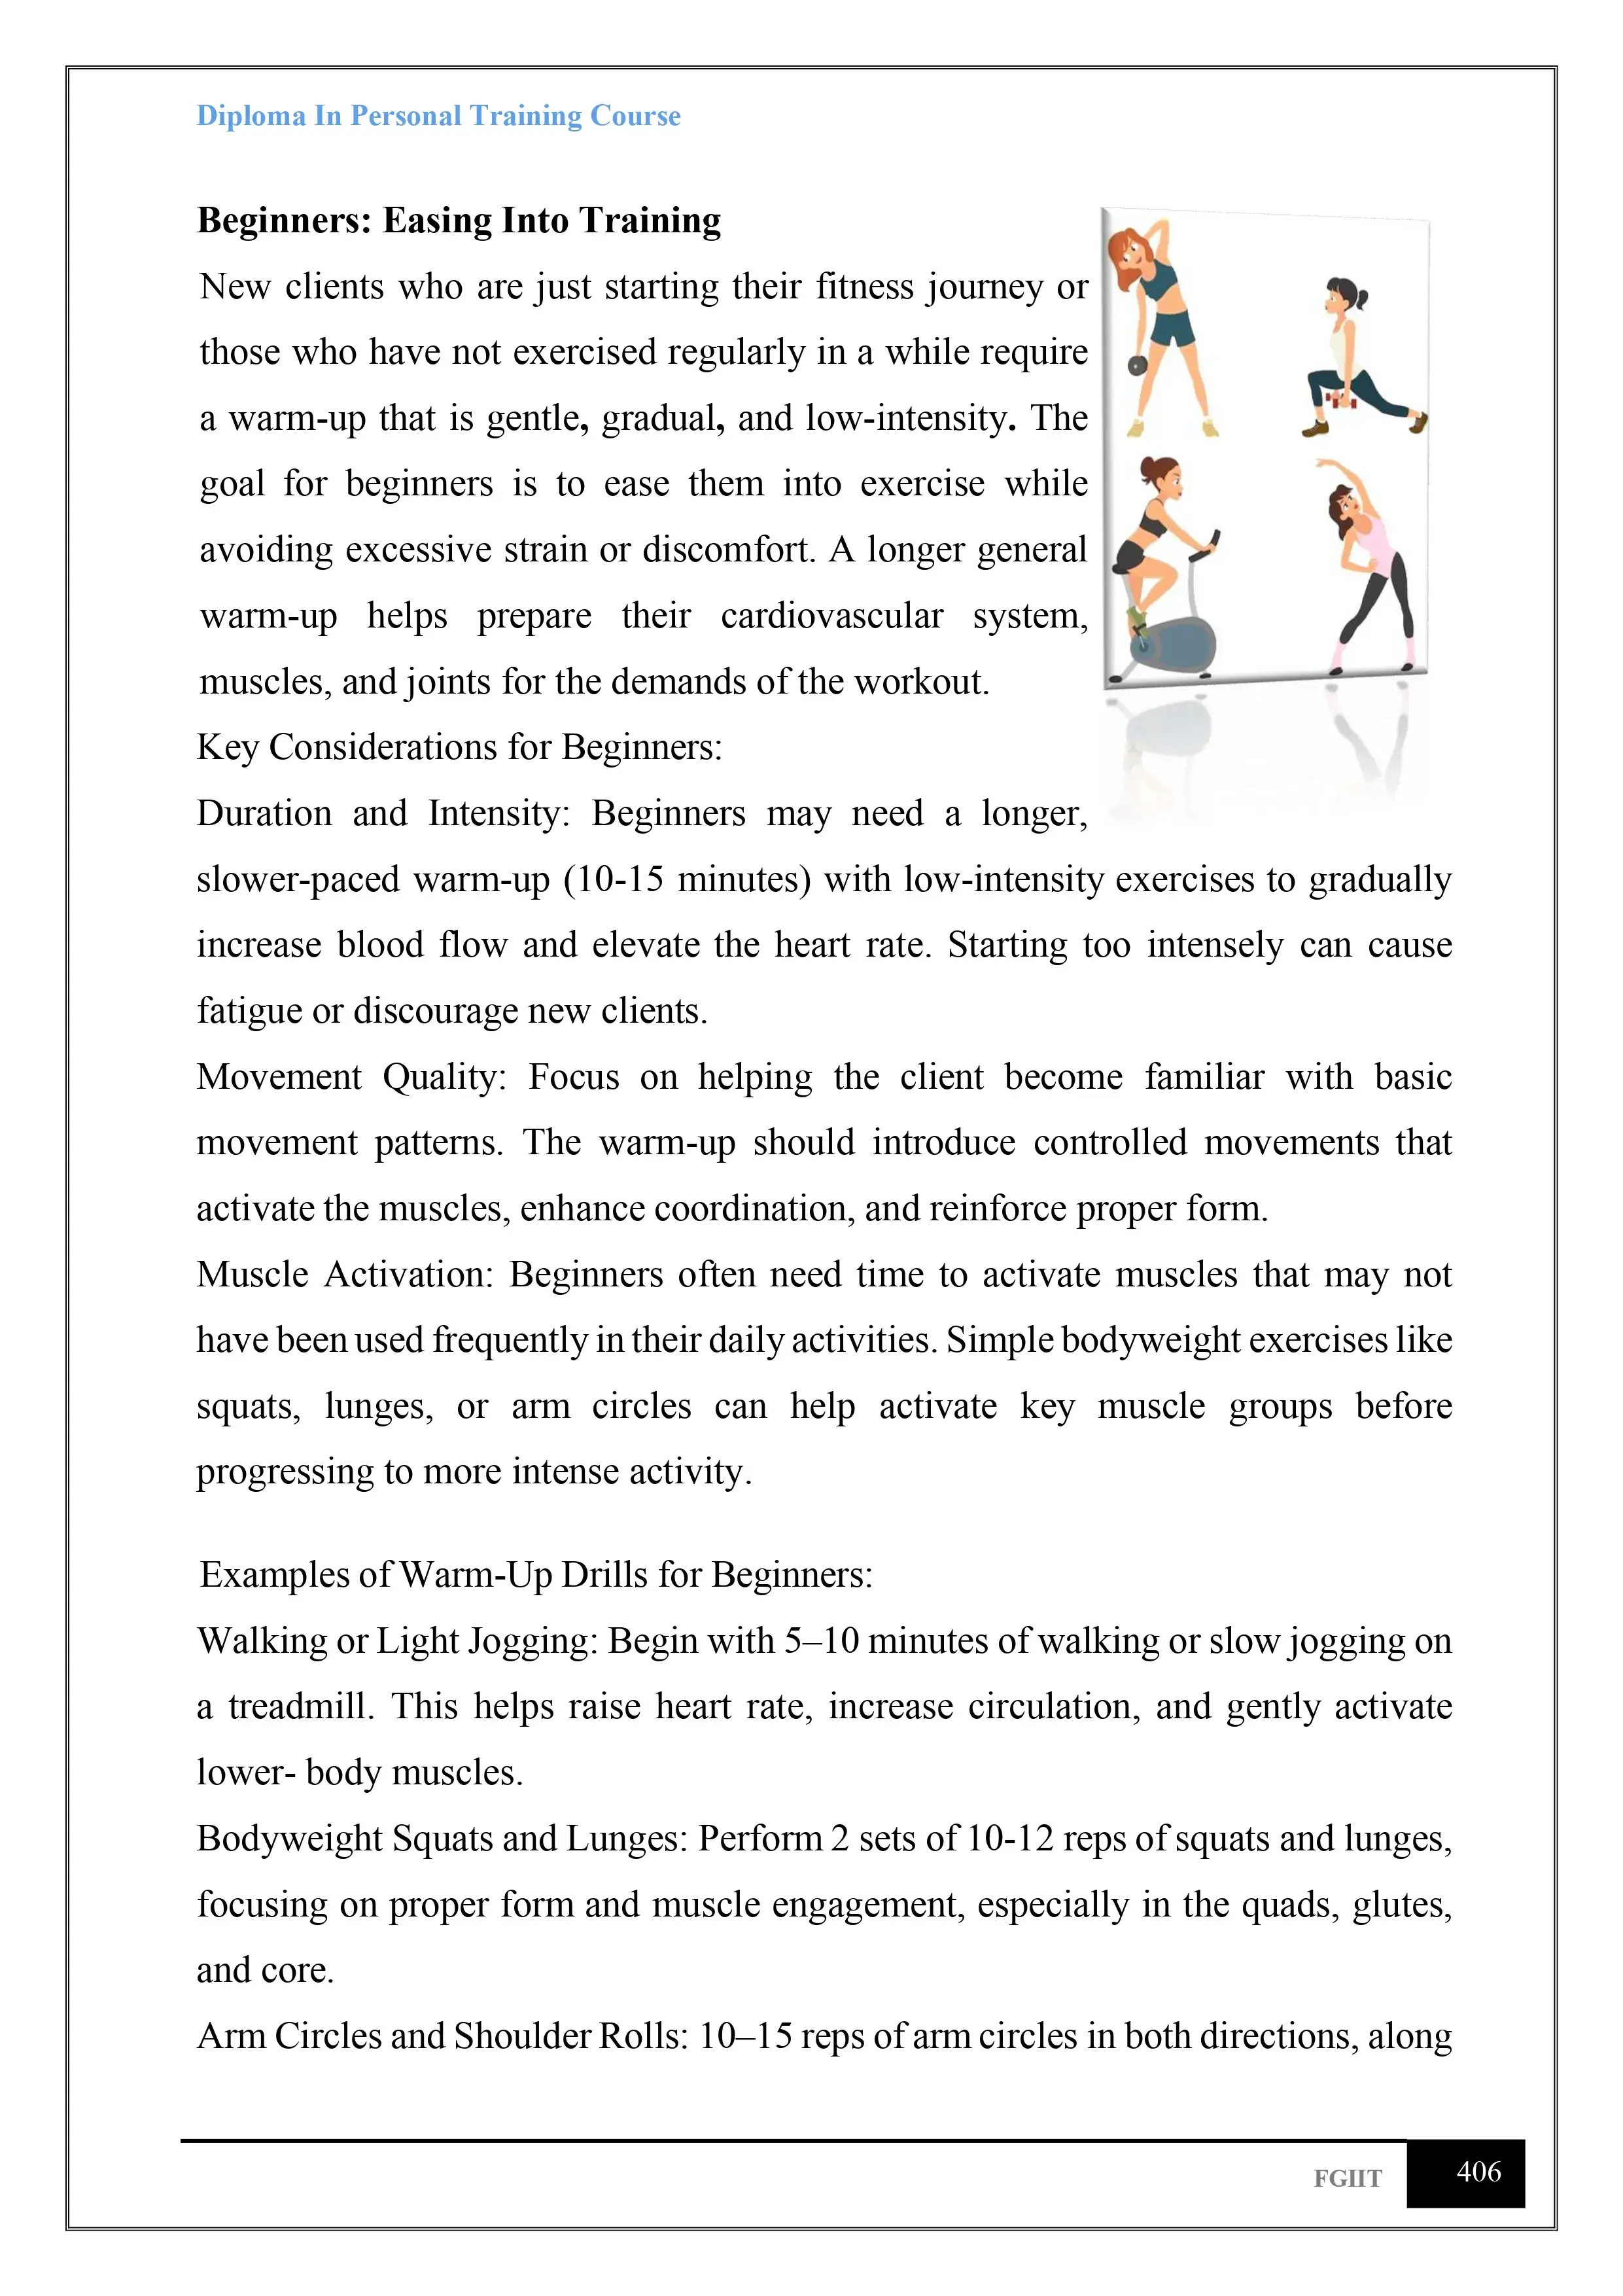 Diploma In Personal Training Course
Beginners: Easing Into Training
New clients who are just starting their fitness journey or
those who have not exercised regularly in a while require
a warm-up that is gentle, gradual, and low-intensity. The
goal for beginners is to ease them into exercise while
avoiding excessive strain or discomfort. A longer general
warm-up helps prepare their cardiovascular system,
muscles, and joints for the demands of the workout.
Key Considerations for Beginners:
Duration and Intensity: Beginners may need a longer,
slower-paced warm-up (10-15 minutes) with low-intensity exercises to gradually
increase blood flow and elevate the heart rate. Starting too intensely can cause
fatigue or discourage new clients.
Movement Quality: Focus on helping the client become familiar with basic
movement patterns. The warm-up should introduce controlled movements that
activate the muscles, enhance coordination, and reinforce proper form.
Muscle Activation: Beginners often need time to activate muscles that may not
have been used frequently in their daily activities. Simple bodyweight exercises like
squats, lunges, or arm circles can help activate key muscle groups before
progressing to more intense activity.
Examples of Warm-Up Drills for Beginners:
Walking or Light Jogging: Begin with 5–10 minutes of walking or slow jogging on
a treadmill. This helps raise heart rate, increase circulation, and gently activate
lower- body muscles.
Bodyweight Squats and Lunges: Perform 2 sets of 10-12 reps of squats and lunges,
focusing on proper form and muscle engagement, especially in the quads, glutes,
and core.
Arm Circles and Shoulder Rolls: 10–15 reps of arm circles in both directions, along
FGIIT 406